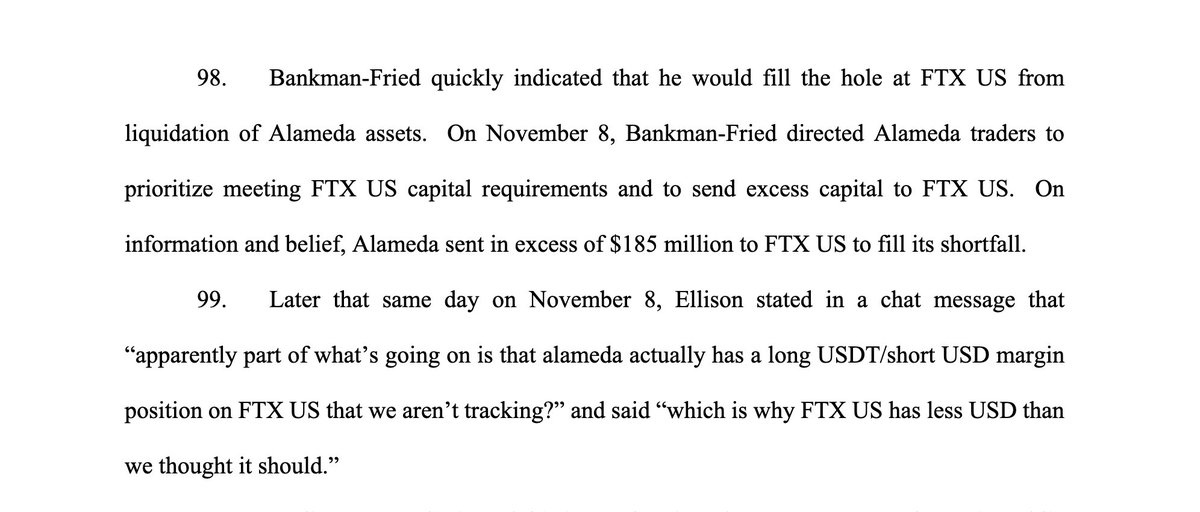 98. Bankman-Fried quickly indicated that he would fill the hole at FTX US from
liquidation of Alameda assets. On November 8, Bankman-Fried directed Alameda traders to
prioritize meeting FTX US capital requirements and to send excess capital to FTX US. On
information and belief, Alameda sent in excess of $185 million to FTX US to fill its shortfall.
99. Later that same day on November 8, Ellison stated in a chat message that
“apparently part of what’s going on is that alameda actually has a long USDT/short USD margin
position on FTX US that we aren’t tracking?” and said “which is why FTX US has less USD than
we thought it should.”